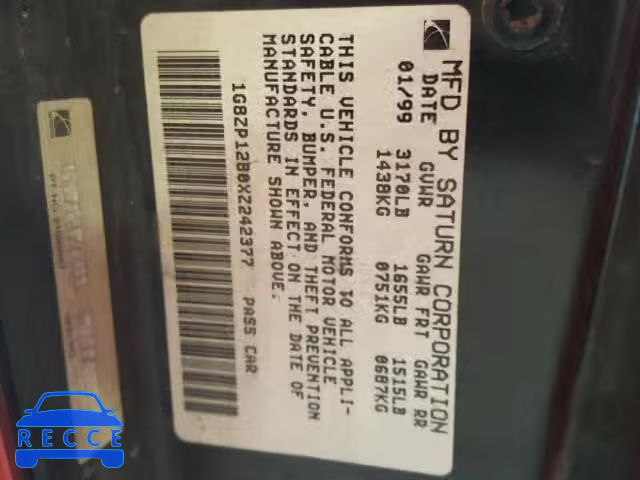 MFD BY SATURN CORPORATION
DATE GVWR GAWR FRT GAWR RR
01/99 3170LB 1655LB 1515LB
1438KG 0751KG 0687KG
THIS VEHICLE CONFORMS TO ALL APPLI-
CABLE U.S. FEDERAL MOTOR VEHICLE
SAFETY, BUMPER, AND THEFT PREVENTION
STANDARDS IN EFFECT ON THE DATE OF
MANUFACTURE SHOWN ABOVE.
1G8ZP12B0XZ242377 PASS CAR
RECCE